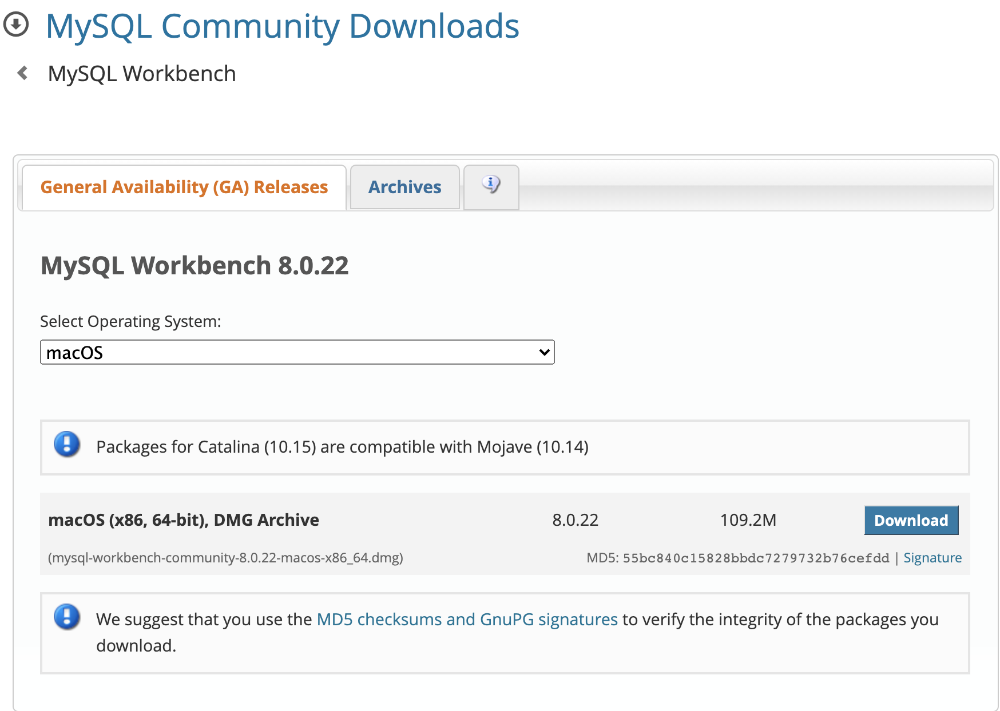 MySQL Community Downloads
MySQL Workbench
General Availability (GA) Releases
Archives
MySQL Workbench 8.0.22
Select Operating System:
macOS
Packages for Catalina (10.15) are compatible with Mojave (10.14)
macOS (x86, 64-bit), DMG Archive 8.0.22 109.2M Download
(mysql-workbench-community-8.0.22-macos-x86_64.dmg) MD5: 55bc840c15828bbdc7279732b76cefdd | Signature
We suggest that you use the MD5 checksums and GnuPG signatures to verify the integrity of the packages you
download.